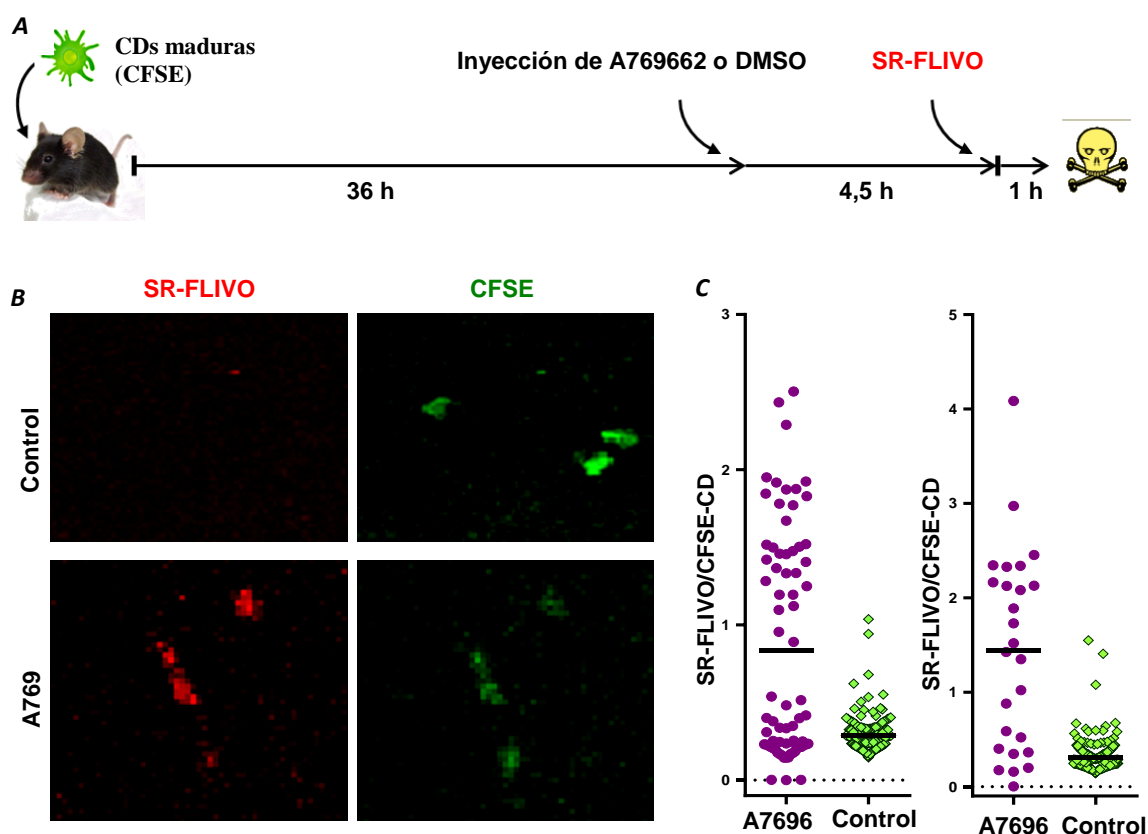 A
CDs maduras
(CFSE)
Inyección de A769662 o DMSO
SR-FLIVO
36 h
4,5 h
1 h
B
SR-FLIVO
CFSE
Control
A769
C
SR-FLIVO/CFSE-CD
3
2
1
0
A7696
Control
SR-FLIVO/CFSE-CD
5
4
3
2
1
0
A7696
Control